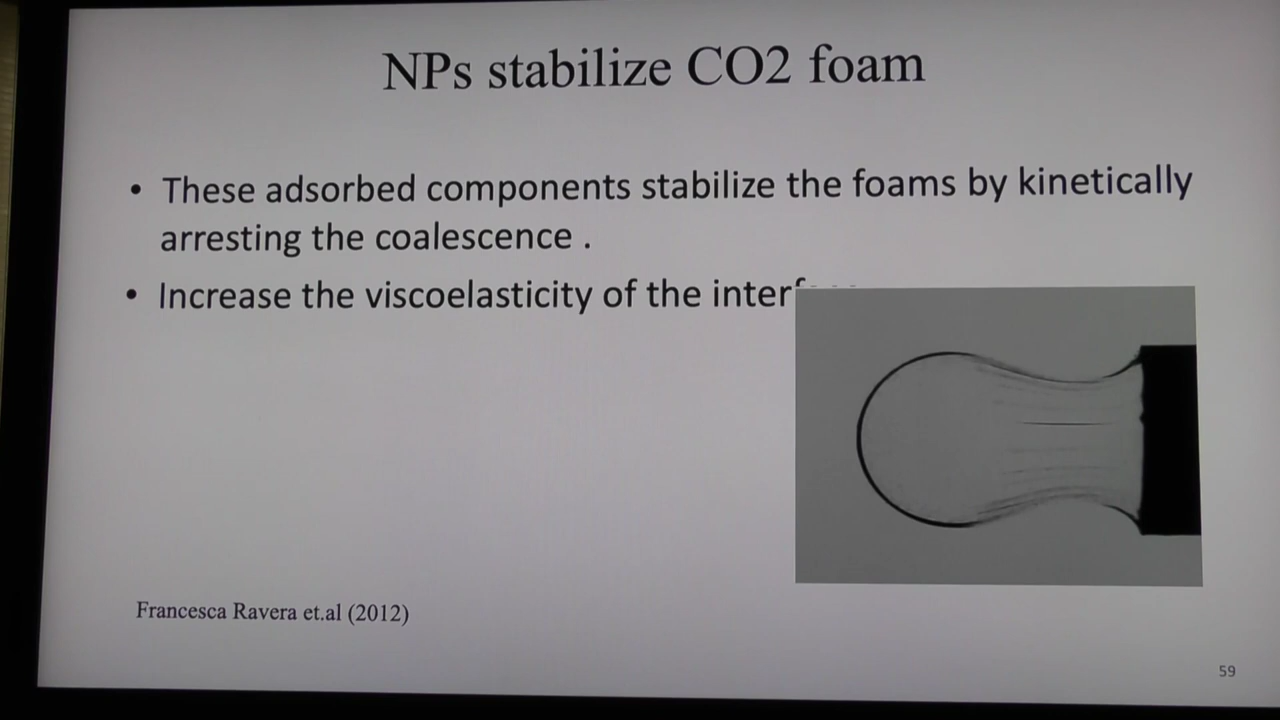 NPs stabilize CO2 foam
• These adsorbed components stabilize the foams by kinetically
arresting the coalescence .
• Increase the viscoelasticity of the
Francesca Ravera et.al (2012)
59